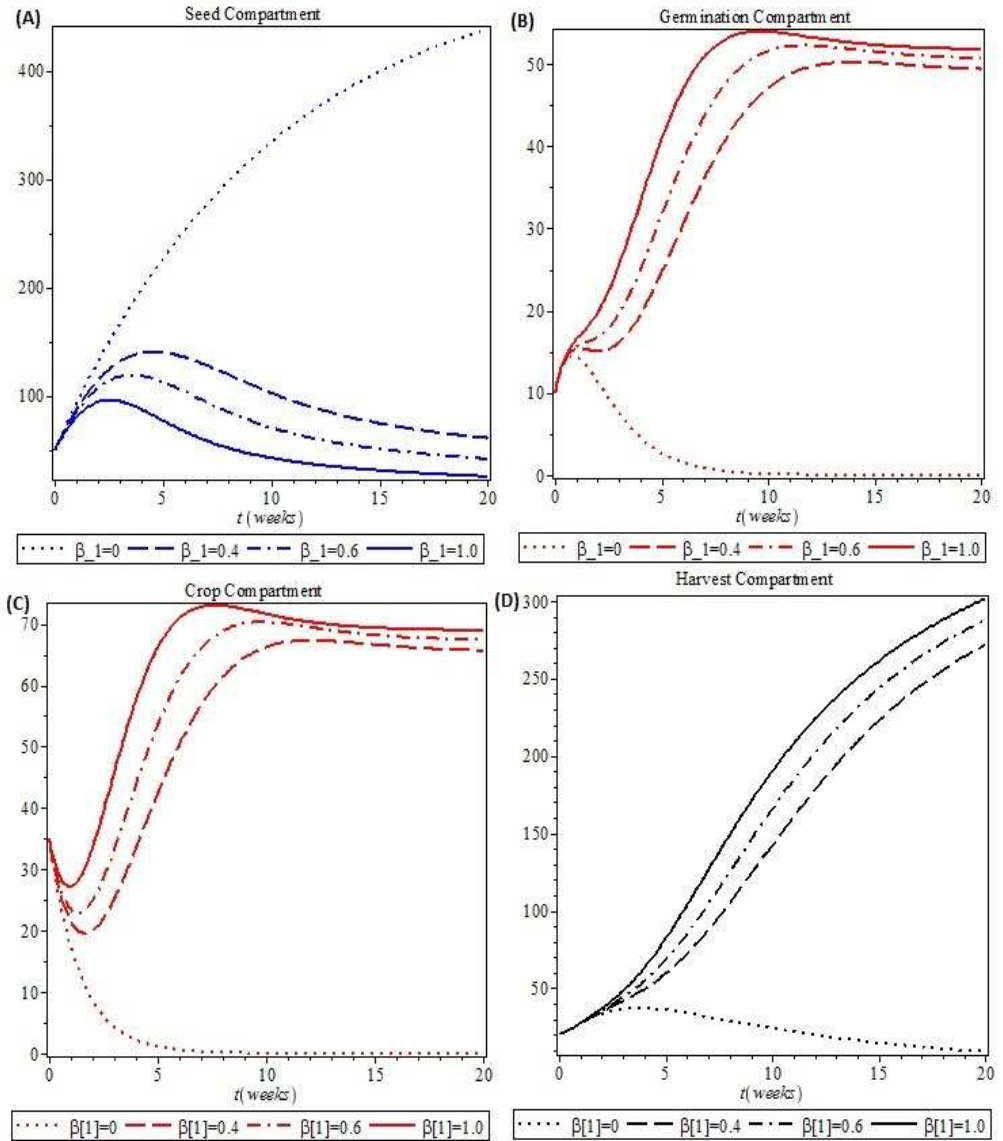 (A)
Seed Compartment
400
300
200
100
0 5 10 15 20
t(weeks)
β_1=0 β_1=0.4 β_1=0.6 β_1=1.0
(B)
Germination Compartment
50
40
30
20
10
0
0 5 10 15 20
t(weeks)
β_1=0 β_1=0.4 β_1=0.6 β_1=1.0
(C)
Crop Compartment
70
60
50
40
30
20
10
0
0 5 10 15 20
t(weeks)
β[1]=0 β[1]=0.4 β[1]=0.6 β[1]=1.0
(D)
Harvest Compartment
300
250
200
150
100
50
0 5 10 15 20
t(weeks)
β[1]=0 β[1]=0.4 β[1]=0.6 β[1]=1.0